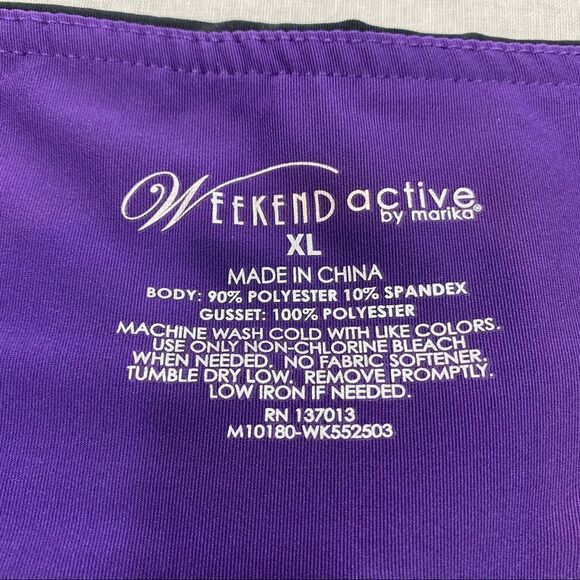 WEEKEND active
by marika®
XL
MADE IN CHINA
BODY: 90% POLYESTER 10% SPANDEX
GUSSET: 100% POLYESTER
MACHINE WASH COLD WITH LIKE COLORS.
USE ONLY NON-CHLORINE BLEACH
WHEN NEEDED. NO FABRIC SOFTENER.
TUMBLE DRY LOW. REMOVE PROMPTLY.
LOW IRON IF NEEDED.
RN 137013
M10180-WK552503